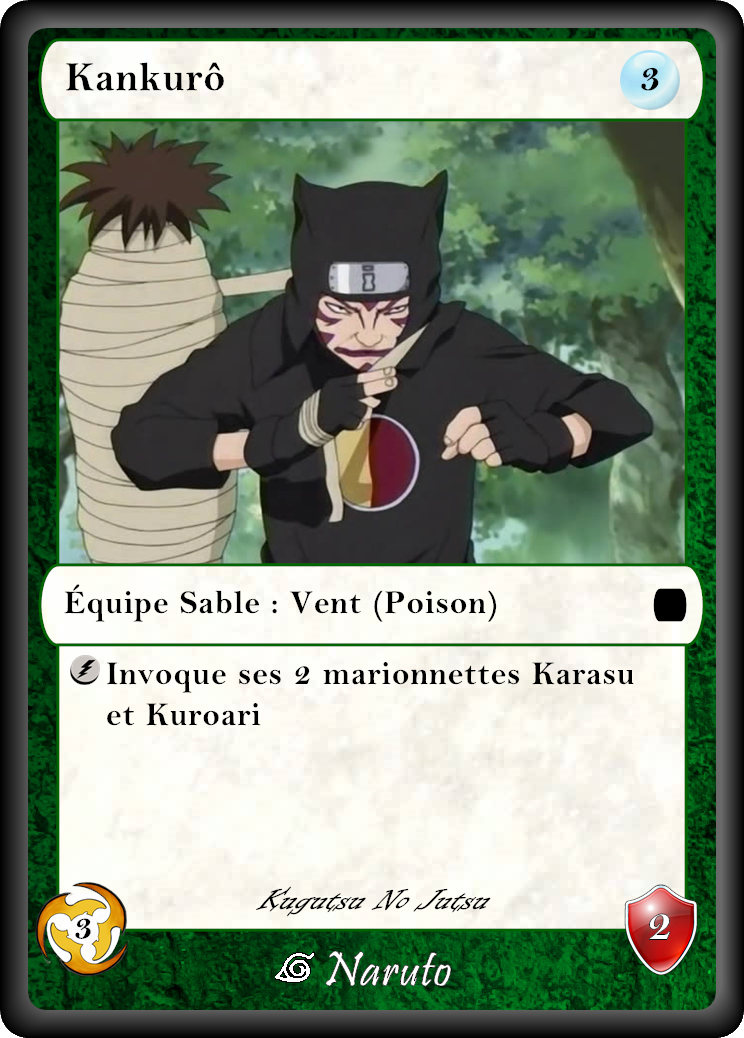 Kankurô
3
Équipe Sable : Vent (Poison)
Invoque ses 2 marionnettes Karasu
et Kuroari
Kugutsu No Jutsu
3
2
Naruto